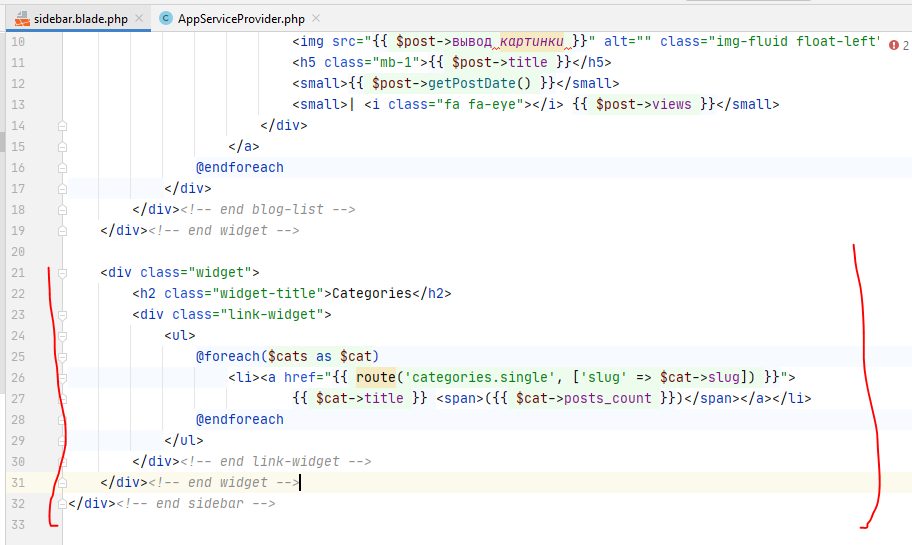 sidebar.blade.php × AppServiceProvider.php ×
10 <img src="{{ $post->вывод картинки }}" alt="" class="img-fluid float-left" 2
11 <h5 class="mb-1">{{ $post->title }}</h5>
12 <small>{{ $post->getPostDate() }}</small>
13 <small>| <i class="fa fa-eye"></i> {{ $post->views }}</small>
14 </div>
15 </a>
16 @endforeach
17 </div>
18 </div><!-- end blog-list -->
19 </div><!-- end widget -->
20
21 <div class="widget">
22 <h2 class="widget-title">Categories</h2>
23 <div class="link-widget">
24 <ul>
25 @foreach($cats as $cat)
26 <li><a href="{{ route('categories.single', ['slug' => $cat->slug]) }}">
27 {{ $cat->title }} <span>({{ $cat->posts_count }})</span></a></li>
28 @endforeach
29 </ul>
30 </div><!-- end link-widget -->
31 </div><!-- end widget -->
32 </div><!-- end sidebar -->
33